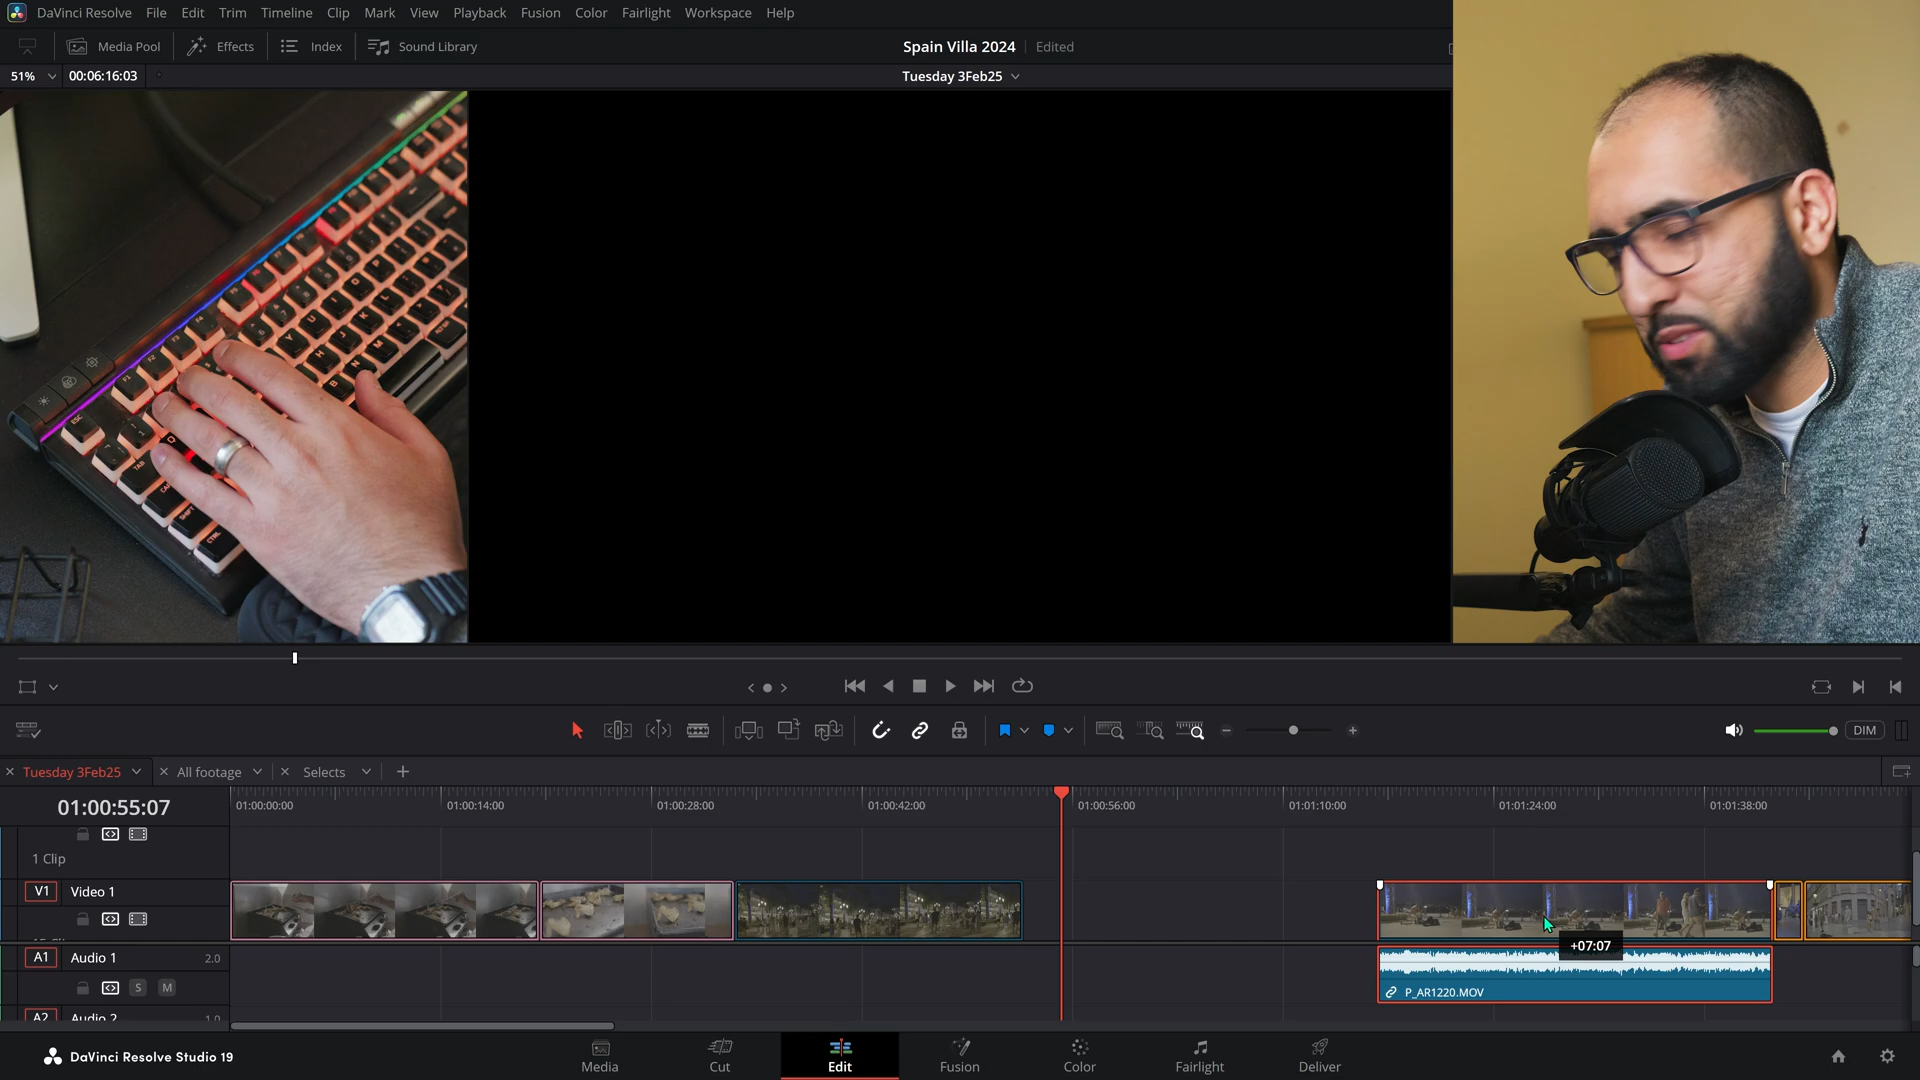 DaVinci Resolve File Edit Trim Timeline Clip Mark View Playback Fusion Color Fairlight Workspace Help
Media Pool Effects Index Sound Library Spain Villa 2024 Edited
51% 00:06:16:03 Tuesday 3Feb25
DIM
Tuesday 3Feb25 All footage Selects
01:00:55:07
01:00:00:00 01:00:14:00 01:00:28:00 01:00:42:00 01:00:56:00 01:01:10:00 01:01:24:00 01:01:38:00
1 Clip
V1 Video 1
+07:07
A1 Audio 1 2.0
S M
P_AR1220.MOV
A2 Audio 2 1.0
DaVinci Resolve Studio 19
Media Cut Edit Fusion Color Fairlight Deliver